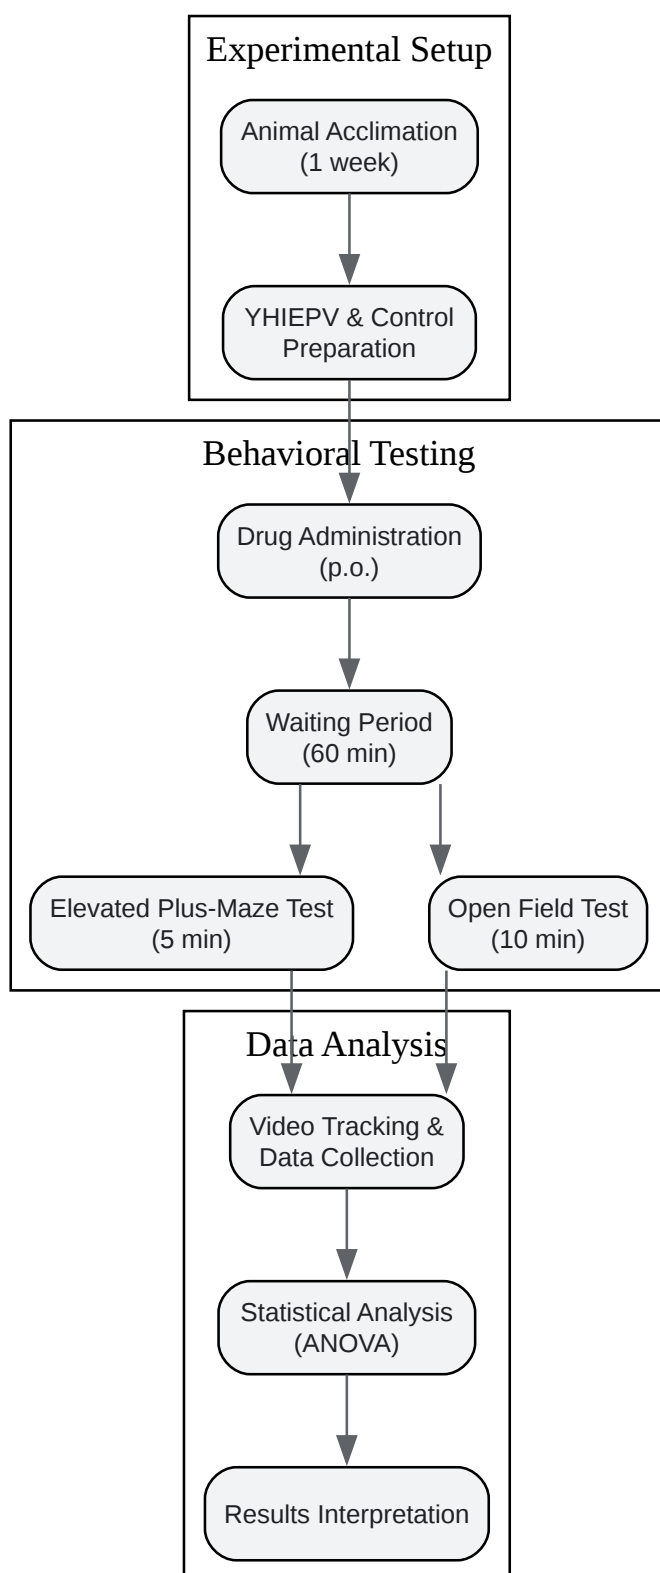 Experimental Setup
Animal Acclimation
(1 week)
YHIEPV & Control
Preparation
Behavioral Testing
Drug Administration
(p.o.)
Waiting Period
(60 min)
Elevated Plus-Maze Test
(5 min)
Open Field Test
(10 min)
Data Analysis
Video Tracking &
Data Collection
Statistical Analysis
(ANOVA)
Results Interpretation